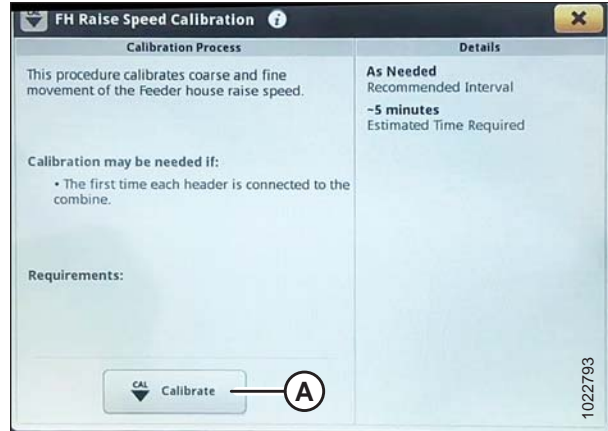 CAL
FH Raise Speed Calibration i
Calibration Process
This procedure calibrates coarse and fine
movement of the Feeder house raise speed.
Calibration may be needed if:
• The first time each header is connected to the
combine.
Requirements:
CAL Calibrate
A
Details
As Needed
Recommended Interval
~5 minutes
Estimated Time Required
1022793